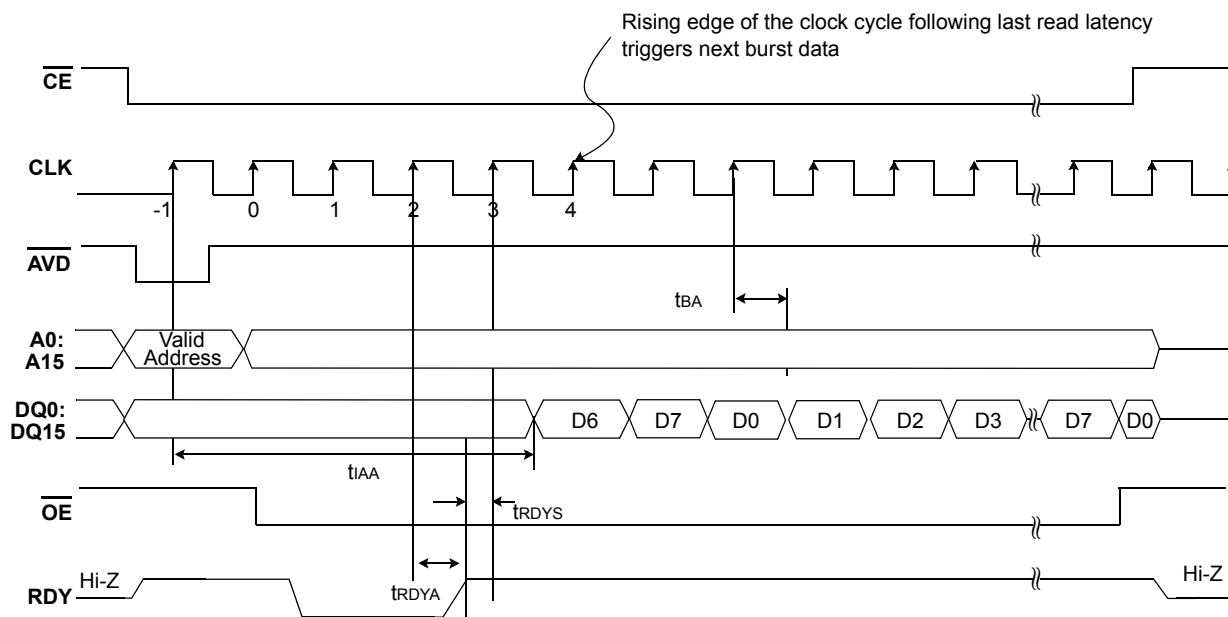 Rising edge of the clock cycle following last read latency
triggers next burst data
CE
CLK
-1 0 1 2 3 4
AVD
tBA
A0:
A15
Valid
Address
DQ0:
DQ15
D6 D7 D0 D1 D2 D3 D7 D0
tIAA
OE
tRDYS
Hi-Z
RDY
tRDYA
Hi-Z